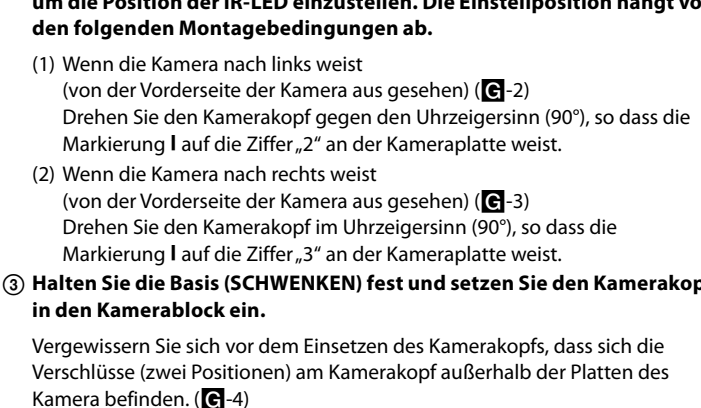 um die Position der IR-LED einzustellen. Die Einstellposition hängt vo
den folgenden Montagebedingungen ab.
(1) Wenn die Kamera nach links weist
(von der Vorderseite der Kamera aus gesehen) (G-2)
Drehen Sie den Kamerakopf gegen den Uhrzeigersinn (90°), so dass die
Markierung I auf die Ziffer „2“ an der Kameraplatte weist.
(2) Wenn die Kamera nach rechts weist
(von der Vorderseite der Kamera aus gesehen) (G-3)
Drehen Sie den Kamerakopf im Uhrzeigersinn (90°), so dass die
Markierung I auf die Ziffer „3“ an der Kameraplatte weist.
③ Halten Sie die Basis (SCHWENKEN) fest und setzen Sie den Kamerakop
in den Kamerablock ein.
Vergewissern Sie sich vor dem Einsetzen des Kamerakopfs, dass sich die
Verschlüsse (zwei Positionen) am Kamerakopf außerhalb der Platten des
Kamera befinden. (G-4)